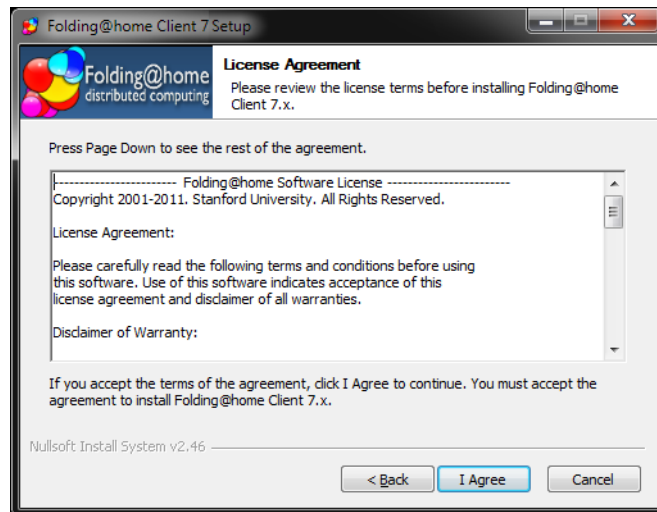 Folding@home Client 7 Setup
Folding@home
distributed computing
License Agreement
Please review the license terms before installing Folding@home
Client 7.x.
Press Page Down to see the rest of the agreement.
------------------------ Folding@home Software License ------------------------
Copyright 2001-2011. Stanford University. All Rights Reserved.
License Agreement:
Please carefully read the following terms and conditions before using
this software. Use of this software indicates acceptance of this
license agreement and disclaimer of all warranties.
Disclaimer of Warranty:
If you accept the terms of the agreement, click I Agree to continue. You must accept the
agreement to install Folding@home Client 7.x.
Nullsoft Install System v2.46
< Back
I Agree
Cancel